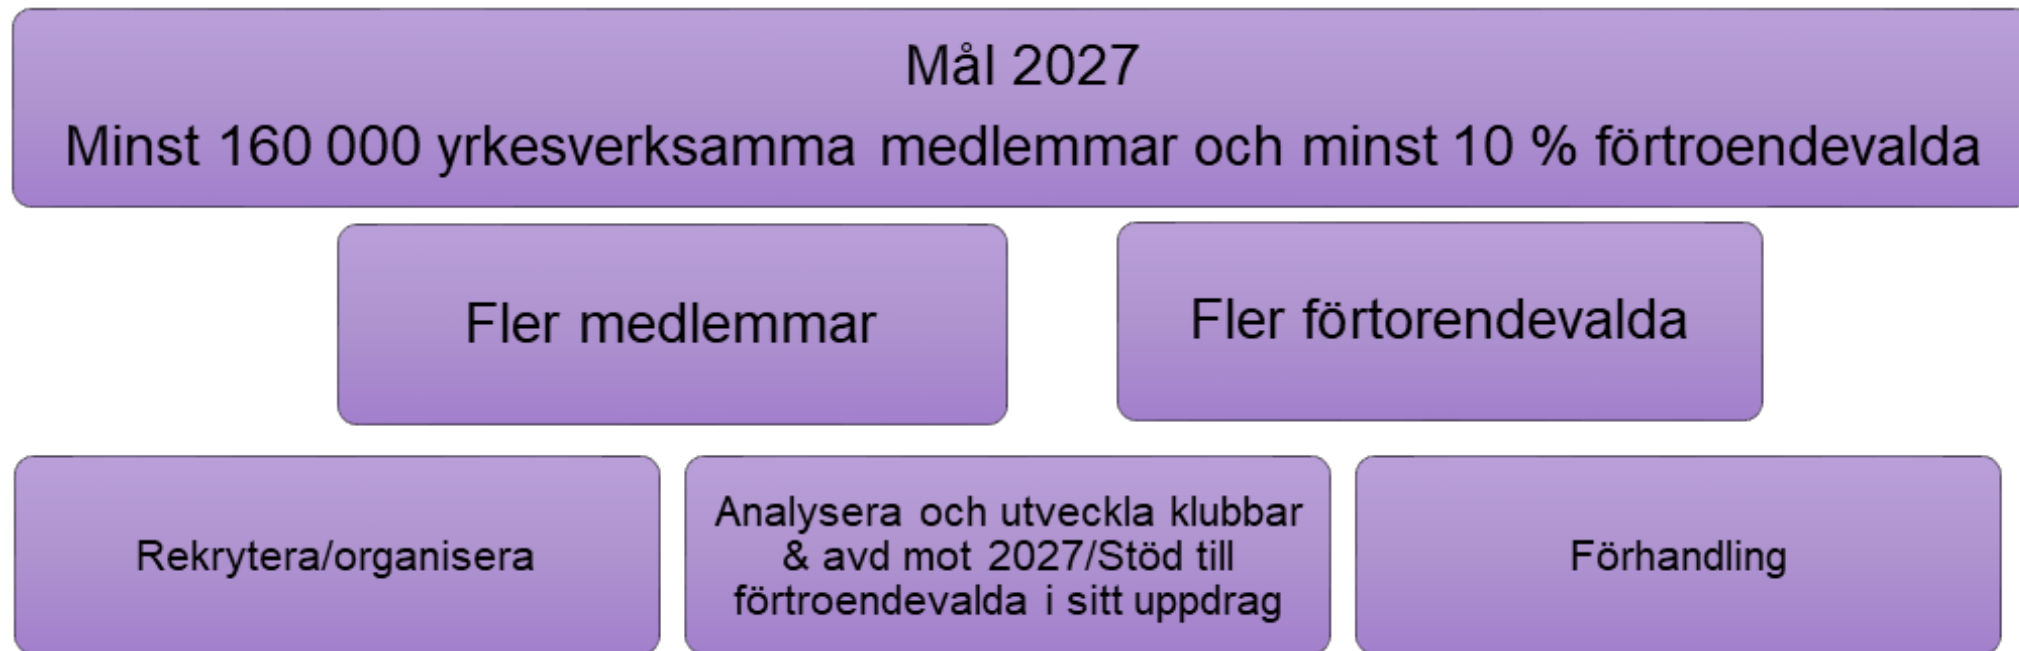 Mål 2027
Minst 160 000 yrkesverksamma medlemmar och minst 10 % förtroendevalda
Fler medlemmar
Fler förtorendevalda
Rekrytera/organisera
Analysera och utveckla klubbar
& avd mot 2027/Stöd till
förtroendevalda i sitt uppdrag
Förhandling